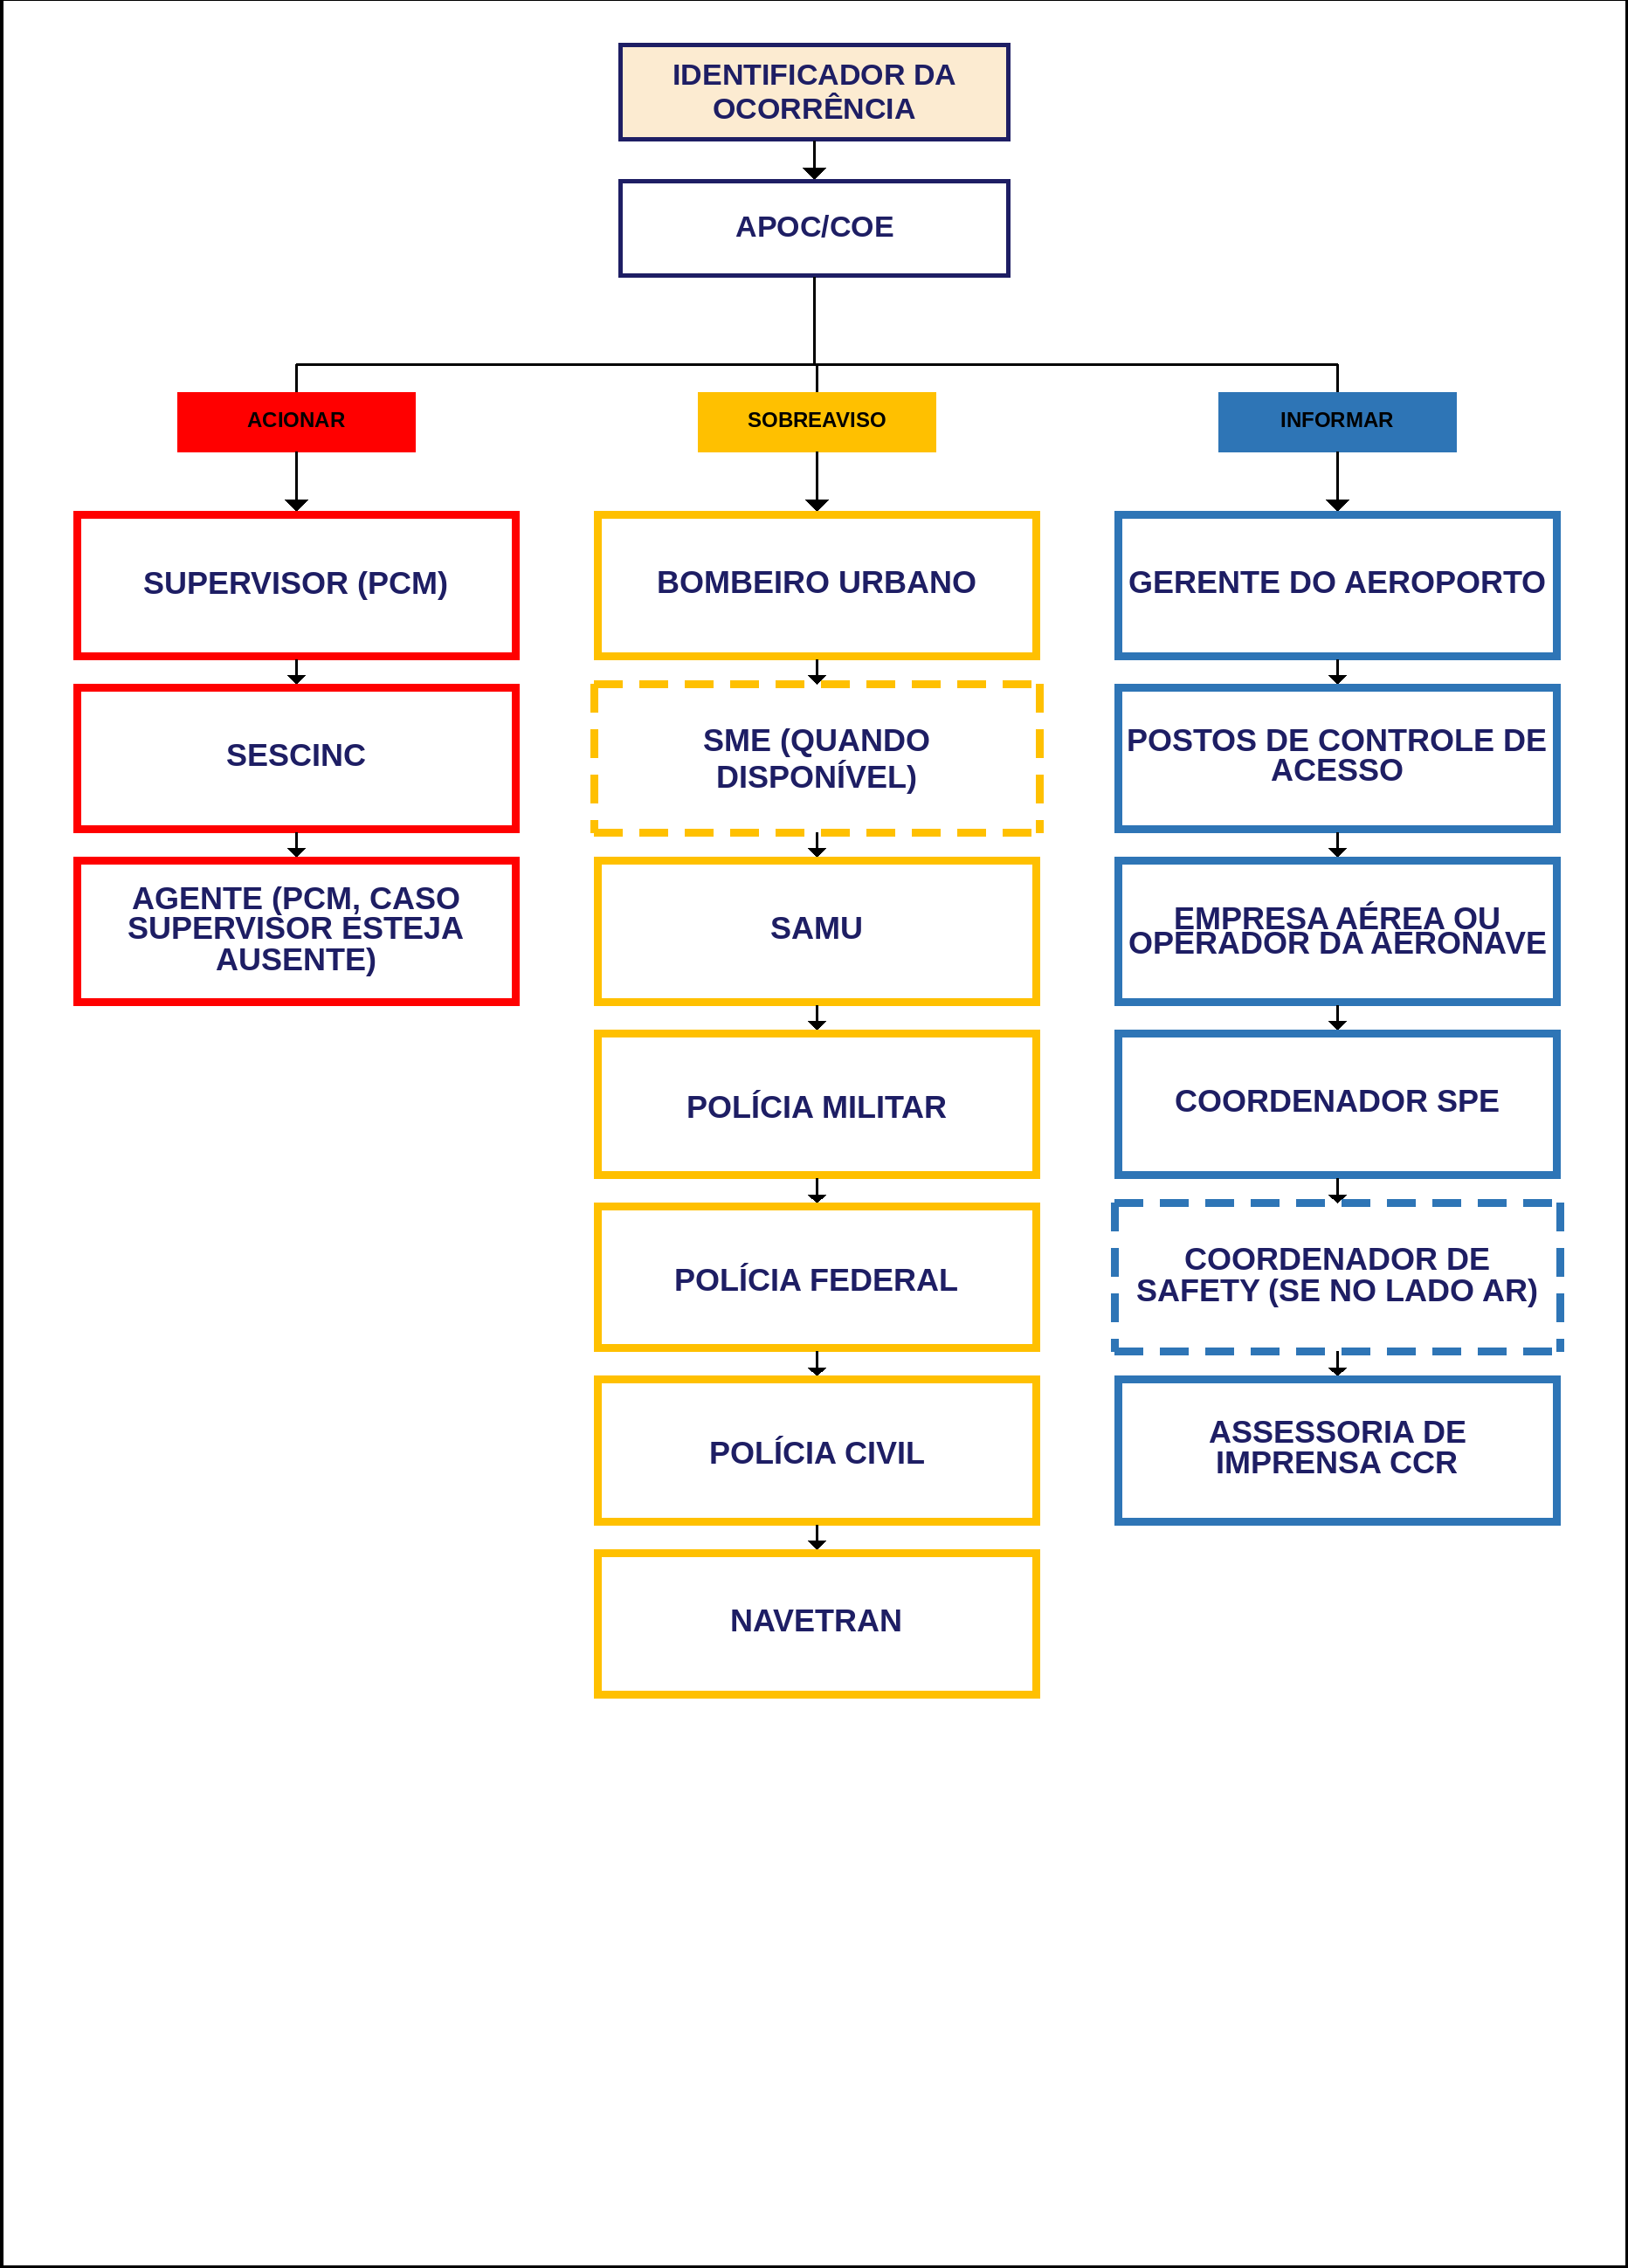 IDENTIFICADOR DA
OCORRÊNCIA
APOC/COE
ACIONAR
SOBREAVISO
INFORMAR
SUPERVISOR (PCM)
SESCINC
AGENTE (PCM, CASO
SUPERVISOR ESTEJA
AUSENTE)
BOMBEIRO URBANO
SME (QUANDO
DISPONÍVEL)
SAMU
POLÍCIA MILITAR
POLÍCIA FEDERAL
POLÍCIA CIVIL
NAVETRAN
GERENTE DO AEROPORTO
POSTOS DE CONTROLE DE
ACESSO
EMPRESA AÉREA OU
OPERADOR DA AERONAVE
COORDENADOR SPE
COORDENADOR DE
SAFETY (SE NO LADO AR)
ASSESSORIA DE
IMPRENSA CCR